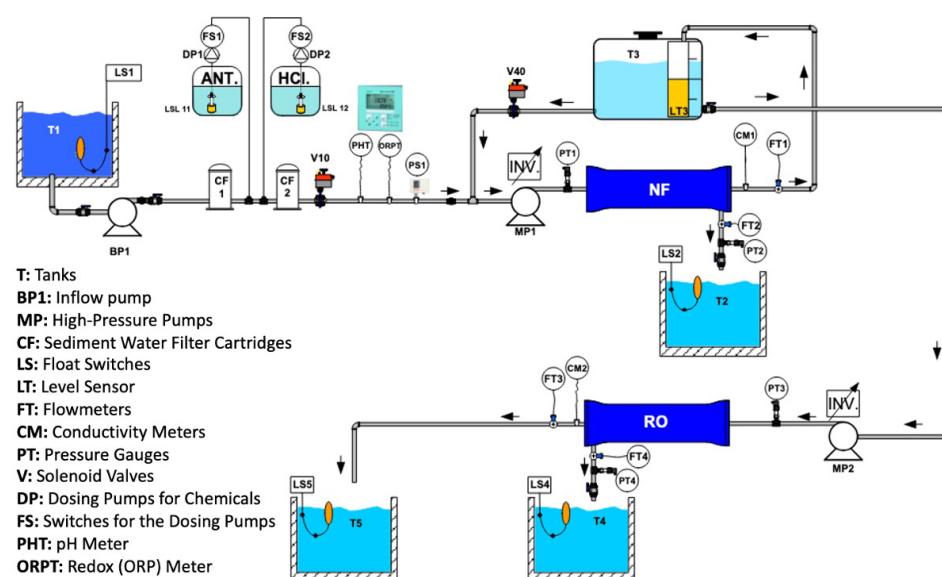 FS1
FS2
DP1
DP2
LS1
ANT.
HCl.
LSL 11
LSL 12
T1
V40
T3
LT3
PHT
ORPT
PS1
V10
INV.
PT1
CM1
FT1
CF
1
CF
2
NF
MP1
BP1
FT2
PT2
LS2
T2
T: Tanks
BP1: Inflow pump
MP: High-Pressure Pumps
CF: Sediment Water Filter Cartridges
LS: Float Switches
LT: Level Sensor
FT: Flowmeters
CM: Conductivity Meters
PT: Pressure Gauges
V: Solenoid Valves
DP: Dosing Pumps for Chemicals
FS: Switches for the Dosing Pumps
PHT: pH Meter
ORPT: Redox (ORP) Meter
FT3
CM2
PT3
INV.
RO
MP2
FT4
PT4
LS5
T5
LS4
T4